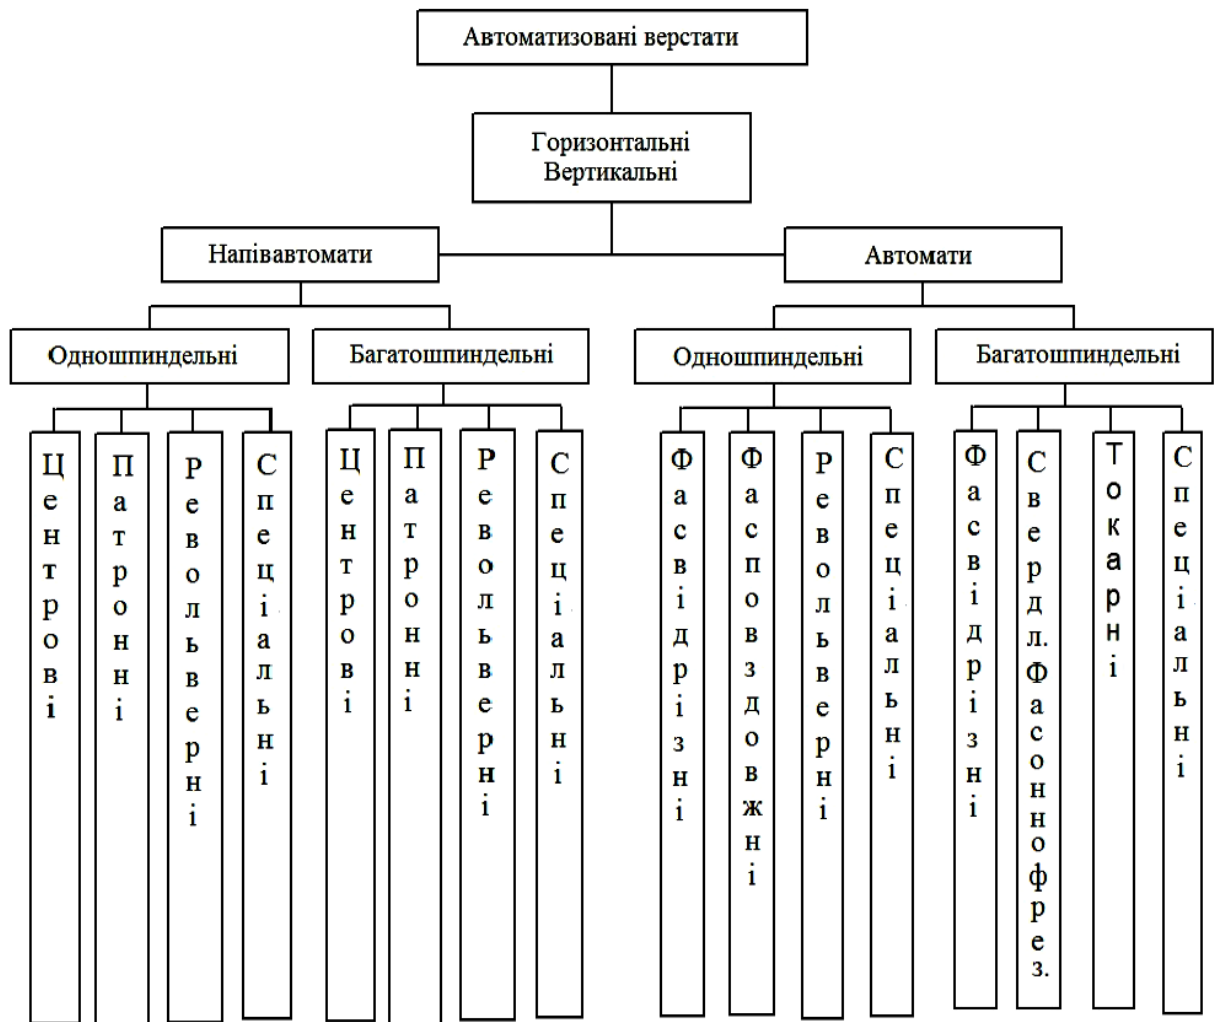 Автоматизовані верстати
Горизонтальні
Вертикальні
Напівавтомати
Автомати
Одношпиндельні
Багатошпиндельні
Одношпиндельні
Багатошпиндельні
Центрові
Патронні
Револьверні
Спеціальні
Центрові
Патронні
Револьверні
Спеціальні
Фасвідрізні
Фасповздовжні
Револьверні
Спеціальні
Фасвідрізні
Свердл.Фасоннофрез.
Токарні
Спеціальні